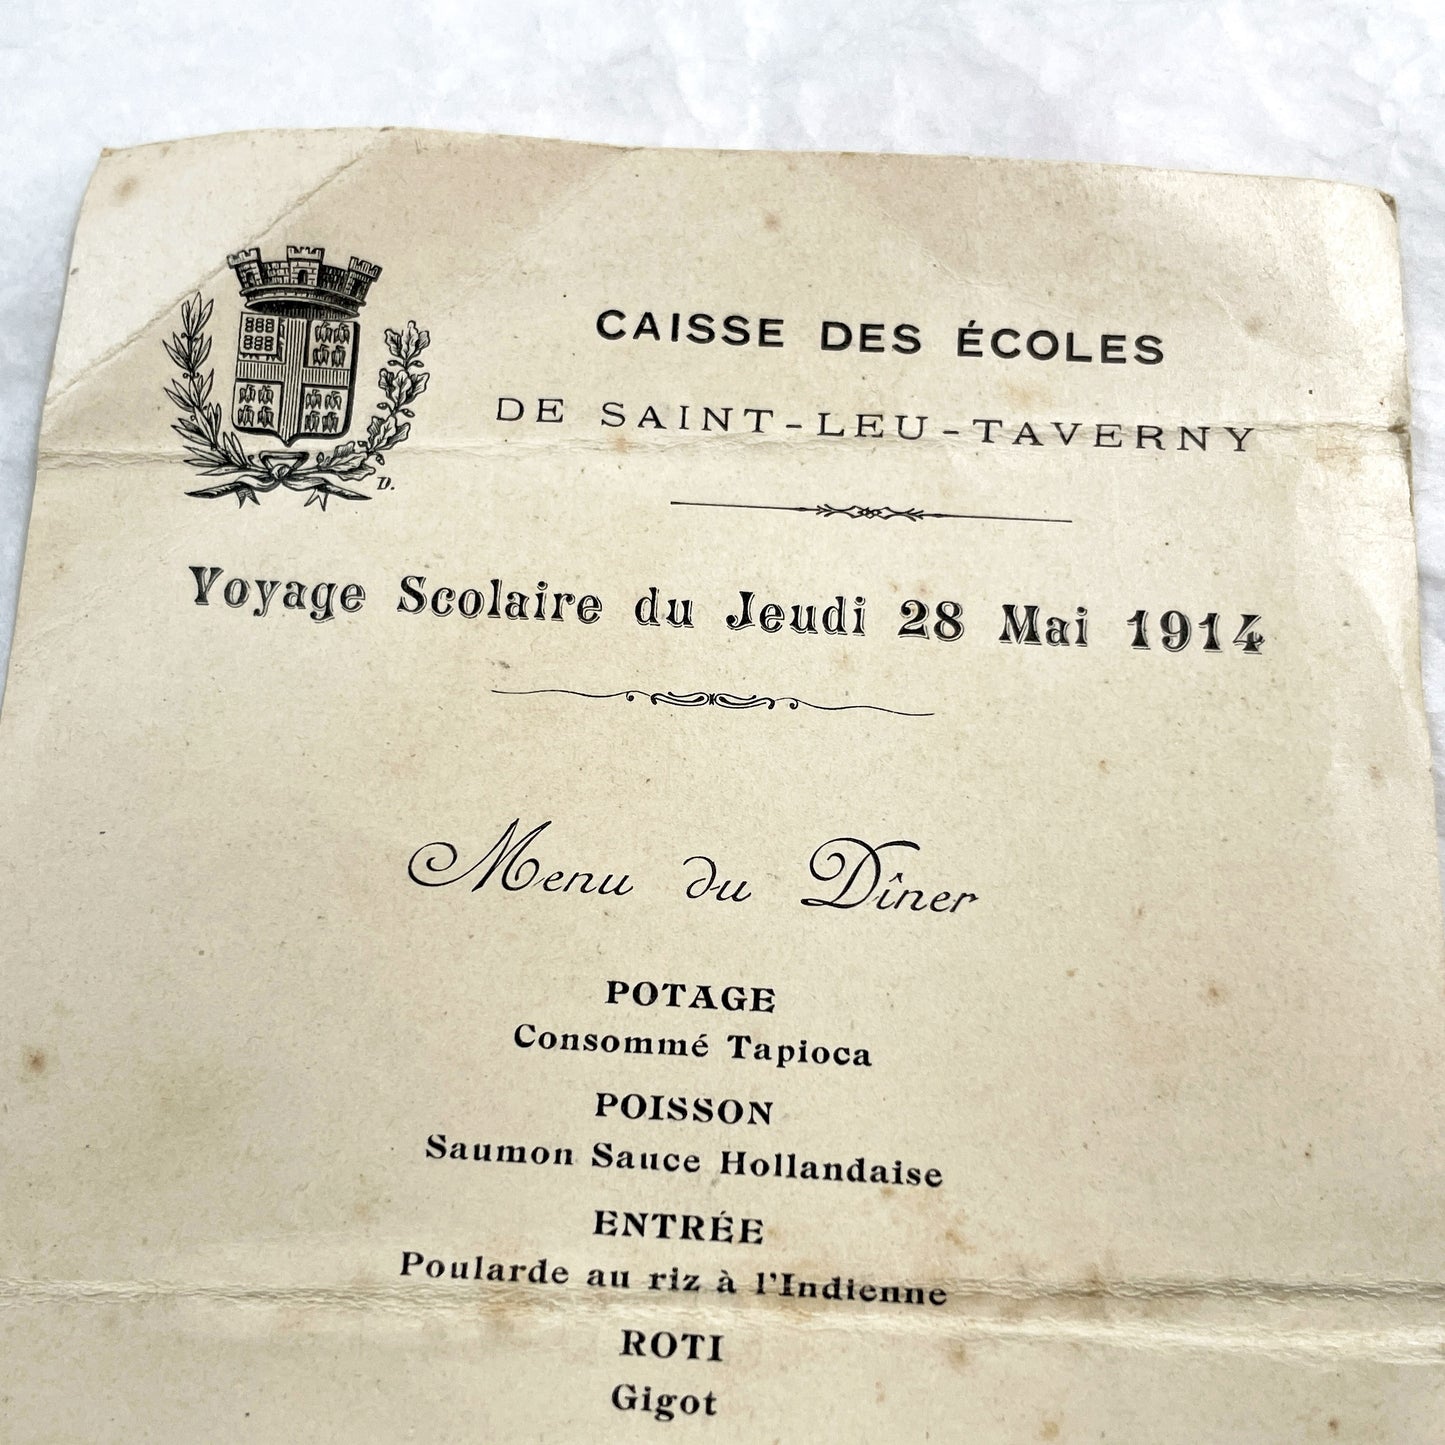 CAISSE DES ÉCOLES
DE SAINT-LEU-TAVERNY
D.
Voyage Scolaire du Jeudi 28 Mai 1914
Menu du Dîner
POTAGE
Consommé Tapioca
POISSON
Saumon Sauce Hollandaise
ENTRÉE
Poularde au riz à l'Indienne
ROTI
Gigot